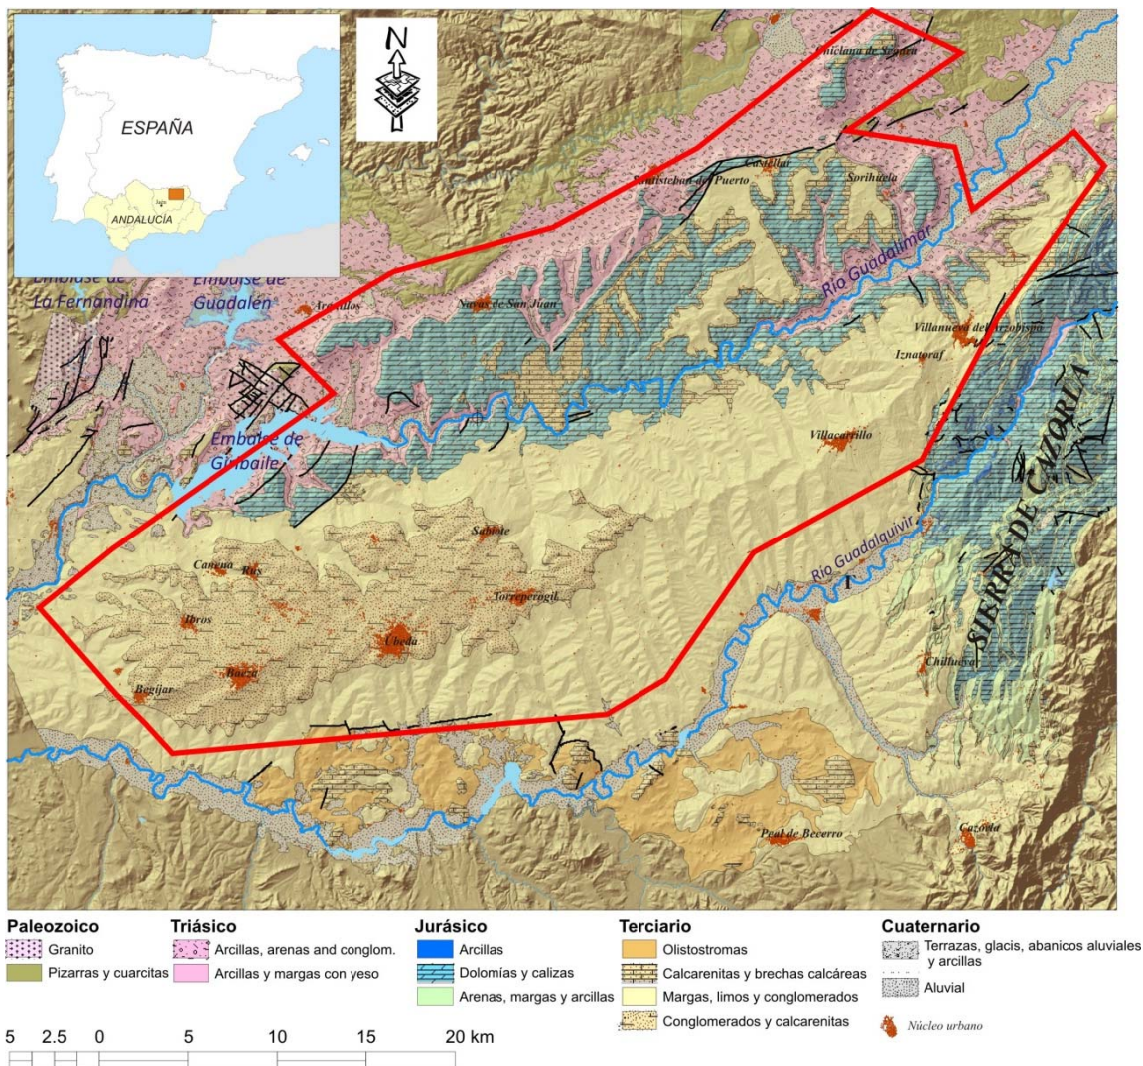 ESPAÑA
ANDALUCÍA
Jaén
N
Chiclana de Segura
Castellar
Santisteban del Puerto
Sorihuela
Río Guadalimar
Embalse de
La Fernandina
Embalse de
Guadalén
Arquillos
Navas de San Juan
Villanueva del Arzobispo
Iznatoraf
Embalse de
Giribaile
Villacarrillo
SIERRA DE CAZORLA
Río Guadalquivir
Sabiote
Canena
Rus
Torreperogil
Ibros
Úbeda
Baeza
Begíjar
Chilluévar
Peal de Becerro
Cazorla
Paleozoico
Granito
Pizarras y cuarcitas
Triásico
Arcillas, arenas and conglom.
Arcillas y margas con yeso
Jurásico
Arcillas
Dolomías y calizas
Arenas, margas y arcillas
Terciario
Olistostromas
Calcarenitas y brechas calcáreas
Margas, limos y conglomerados
Conglomerados y calcarenitas
Cuaternario
Terrazas, glacis, abanicos aluviales
y arcillas
Aluvial
Núcleo urbano
5 2.5 0 5 10 15 20 km